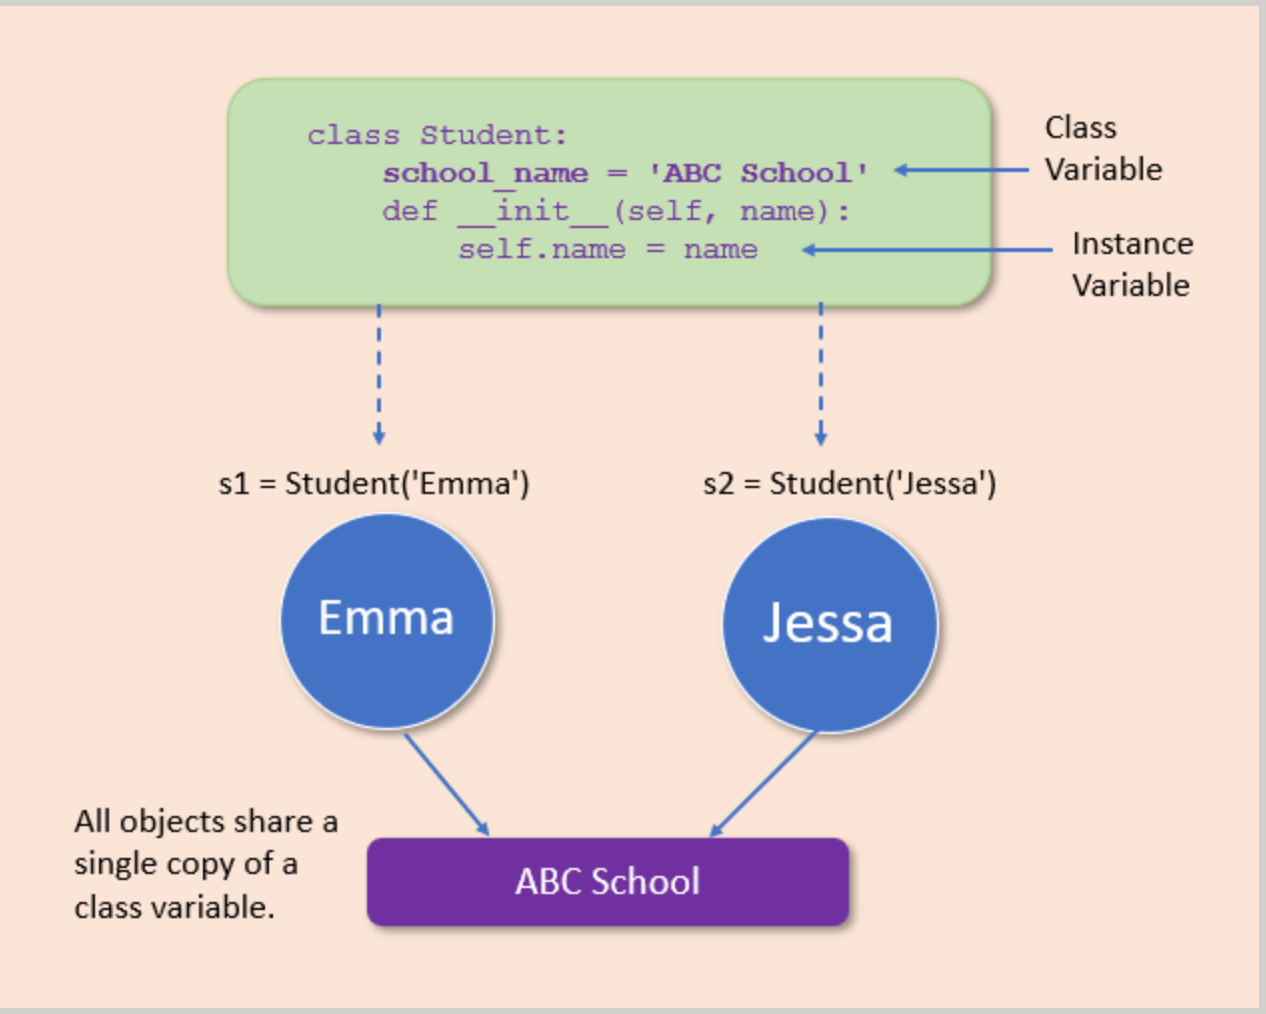 class Student:
    school_name = 'ABC School'
    def __init__(self, name):
        self.name = name
Class
Variable
Instance
Variable
s1 = Student('Emma')
s2 = Student('Jessa')
Emma
Jessa
All objects share a
single copy of a
class variable.
ABC School